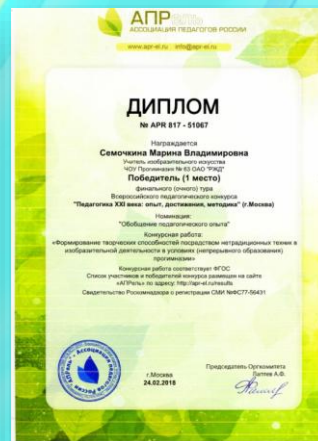 АПРель
АССОЦИАЦИЯ ПЕДАГОГОВ РОССИИ
www.apr-el.ru info@apr-el.ru
ДИПЛОМ
№ APR 817 - 51067
Награждается
Семочкина Марина Владимировна
Учитель изобразительного искусства
ЧОУ Прогимназия № 63 ОАО "РЖД"
Победитель (1 место)
финального (очного) тура
Всероссийского педагогического конкурса
"Педагогика XXI века: опыт, достижения, методика" (г.Москва)
Номинация:
"Обобщение педагогического опыта"
Конкурсная работа:
«Формирование творческих способностей посредством нетрадиционных техник в
изобразительной деятельности в условиях (непрерывного образования)
прогимназии»
Конкурсная работа соответствует ФГОС
Список участников и победителей конкурса размещен на сайте
«АПРель» по адресу: http://apr-el.ru/results
Свидетельство Роскомнадзора о регистрации СМИ №ФС77-56431
г.Москва
24.02.2018
Председатель Оргкомитета